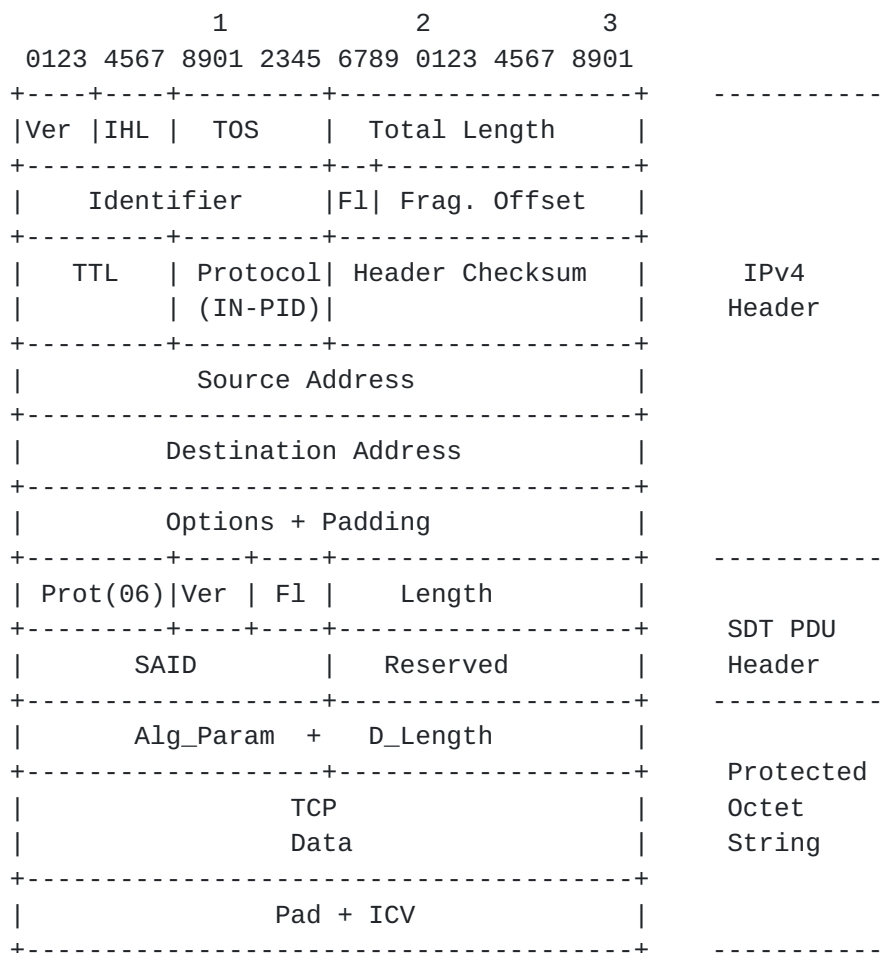 1            2           3
 0123 4567 8901 2345 6789 0123 4567 8901
+----+----+---------+-------------------+    -----------
|Ver |IHL |  TOS    |  Total Length     |
+-------------------+--+----------------+
|    Identifier     |Fl| Frag. Offset   |
+---------+---------+-------------------+
|   TTL   | Protocol| Header Checksum   |      IPv4
|         | (IN-PID)|                   |     Header
+---------+---------+-------------------+
|           Source Address              |
+---------------------------------------+
|         Destination Address           |
+---------------------------------------+
|         Options + Padding             |
+---------+----+----+-------------------+    -----------
| Prot(06)|Ver | Fl |    Length         |
+---------+----+----+-------------------+     SDT PDU
|       SAID        |   Reserved        |     Header
+-------------------+-------------------+    -----------
|       Alg_Param  +   D_Length         |
+-------------------+-------------------+     Protected
|                 TCP                   |     Octet
|                 Data                  |     String
+---------------------------------------+
|                Pad + ICV              |
+---------------------------------------+    -----------